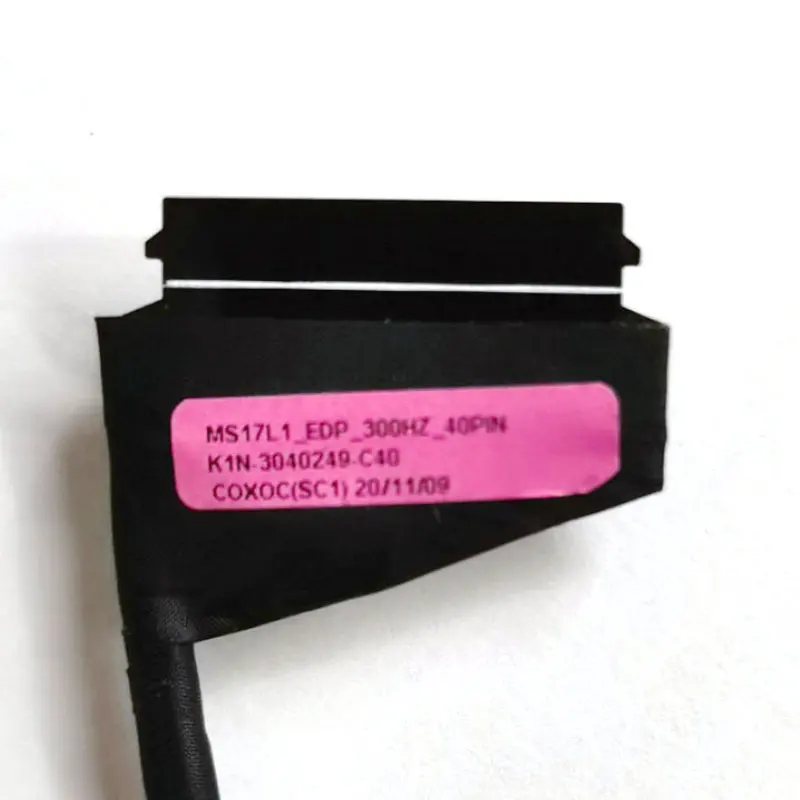 MS17L1_EDP_300HZ_40PIN
K1N-3040249-C40
COXOC(SC1) 20/11/09